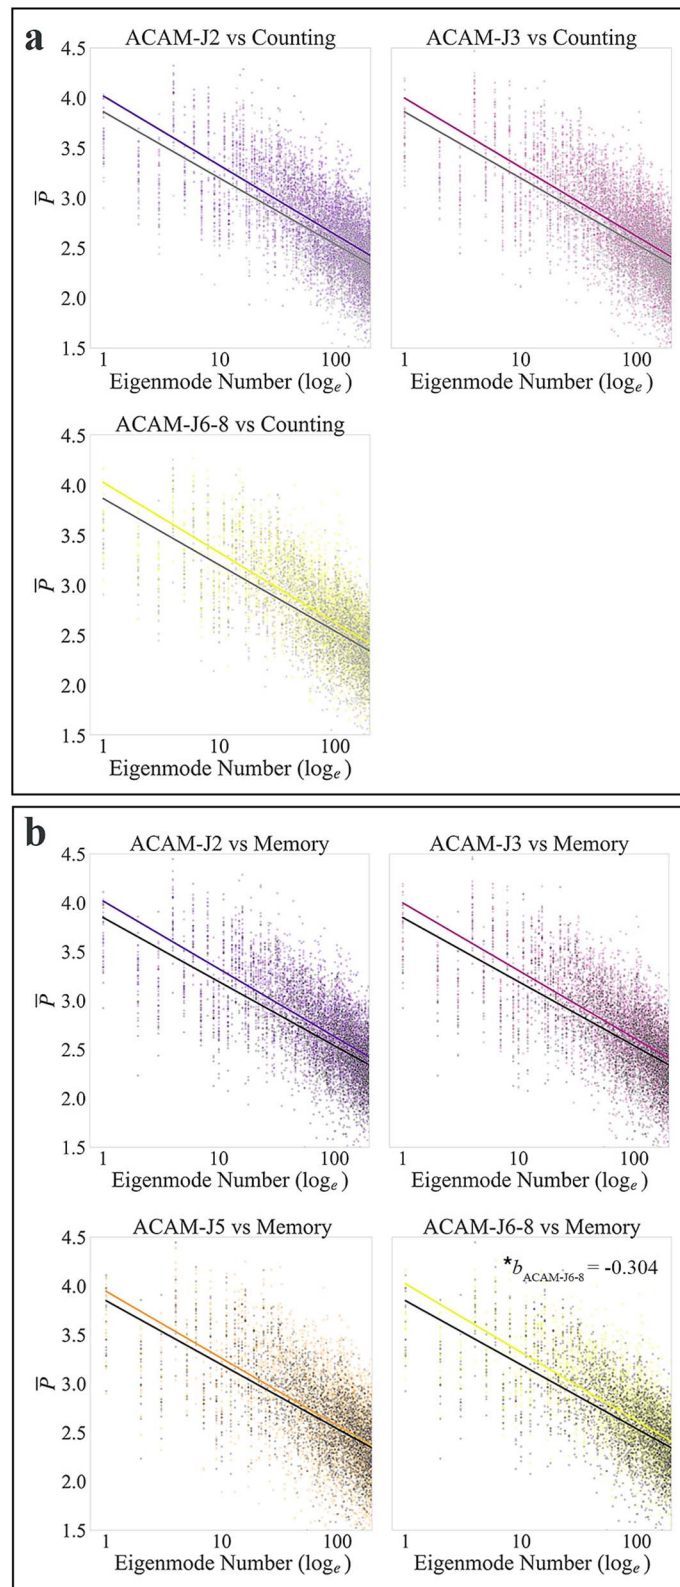 a
ACAM-J2 vs Counting
ACAM-J3 vs Counting
4.5
4.0
3.5
3.0
2.5
2.0
1.5
P̅
1
10
100
1
10
100
Eigenmode Number (logₑ)
Eigenmode Number (logₑ)
ACAM-J6-8 vs Counting
4.5
4.0
3.5
3.0
2.5
2.0
1.5
P̅
1
10
100
Eigenmode Number (logₑ)
b
ACAM-J2 vs Memory
ACAM-J3 vs Memory
4.5
4.0
3.5
3.0
2.5
2.0
1.5
P̅
1
10
100
1
10
100
Eigenmode Number (logₑ)
Eigenmode Number (logₑ)
ACAM-J5 vs Memory
ACAM-J6-8 vs Memory
4.5
4.0
3.5
3.0
2.5
2.0
1.5
P̅
*b ACAM-J6-8 = -0.304
1
10
100
1
10
100
Eigenmode Number (logₑ)
Eigenmode Number (logₑ)